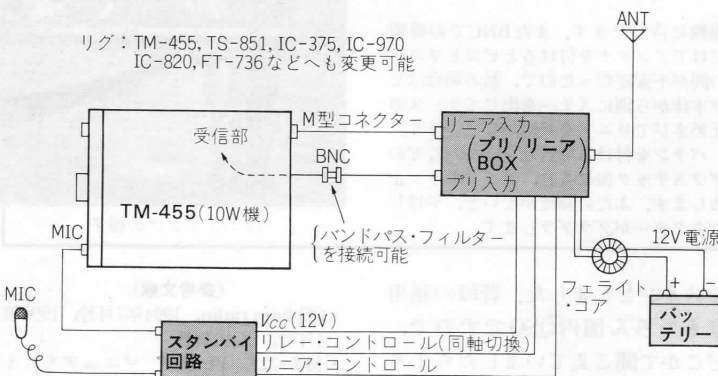 ANT
リグ：TM-455, TS-851, IC-375, IC-970
IC-820, FT-736などへも変更可能
M型コネクター
受信部
BNC
リニア入力
(プリ/リニア)
BOX
プリ入力
TM-455(10W機)
MIC
バンドパス・フィルター
を接続可能
12V電源
フェライト
・コア
+ −
バッ
テリー
MIC
スタンバイ
回路
Vcc(12V)
リレ・コントロール(同軸切換)
リニア・コントロール